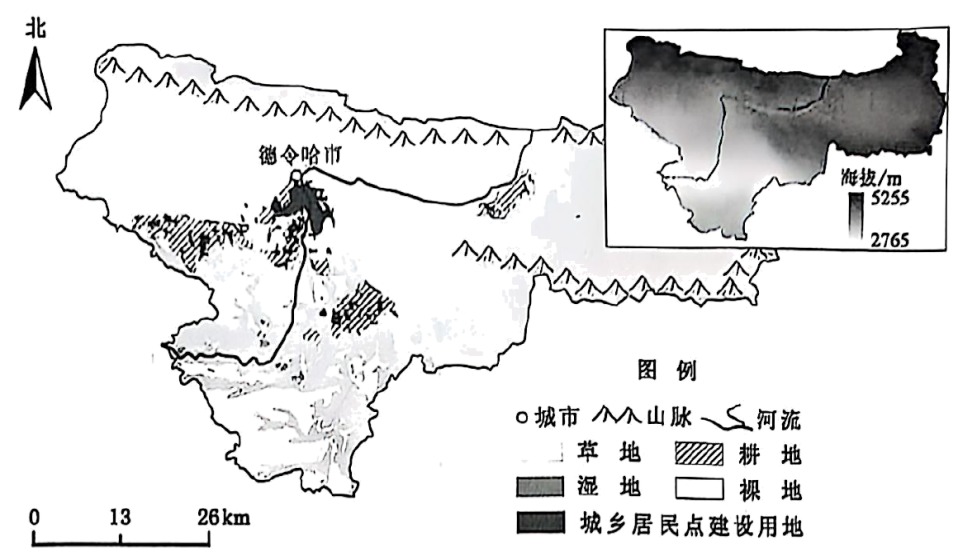 北
德令哈市
海拔/m
5255
2765
图例
城市 山脉 河流
草地 耕地
湿地 裸地
城乡居民点建设用地
0 13 26km